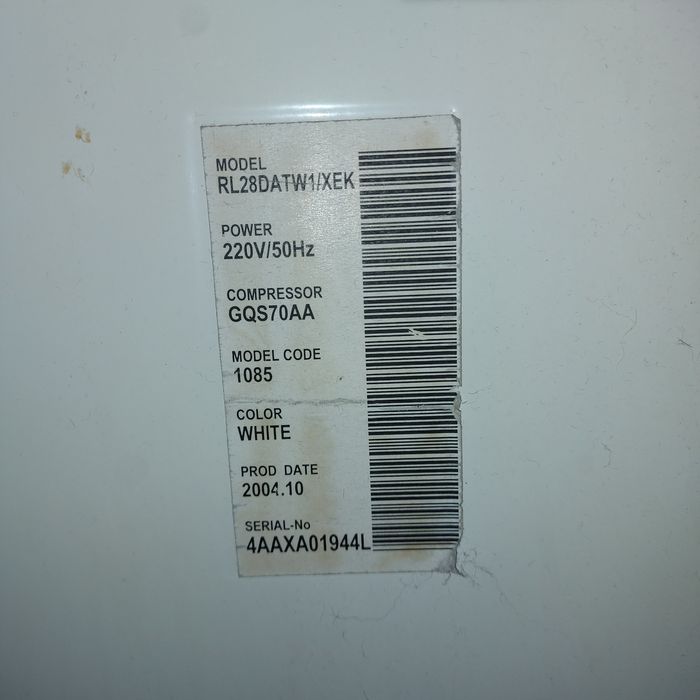 MODEL
RL28DATW1/XEK
POWER
220V/50Hz
COMPRESSOR
GQS70AA
MODEL CODE
1085
COLOR
WHITE
PROD DATE
2004.10
SERIAL-No
4AAXA01944L